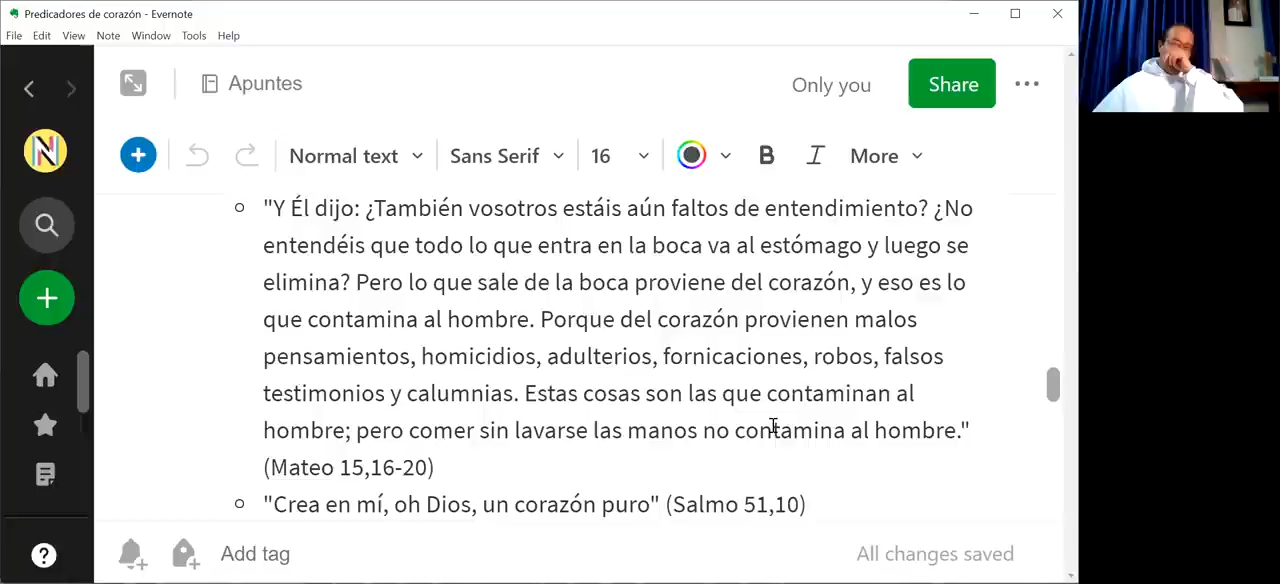 Predicadores de corazón - Evernote
File Edit View Note Window Tools Help
Apuntes
Only you
Share
Normal text
Sans Serif
16
B
I
More
"Y Él dijo: ¿También vosotros estáis aún faltos de entendimiento? ¿No
entendéis que todo lo que entra en la boca va al estómago y luego se
elimina? Pero lo que sale de la boca proviene del corazón, y eso es lo
que contamina al hombre. Porque del corazón provienen malos
pensamientos, homicidios, adulterios, fornicaciones, robos, falsos
testimonios y calumnias. Estas cosas son las que contaminan al
hombre; pero comer sin lavarse las manos no contamina al hombre."
(Mateo 15,16-20)
"Crea en mí, oh Dios, un corazón puro" (Salmo 51,10)
Add tag
All changes saved
N
?